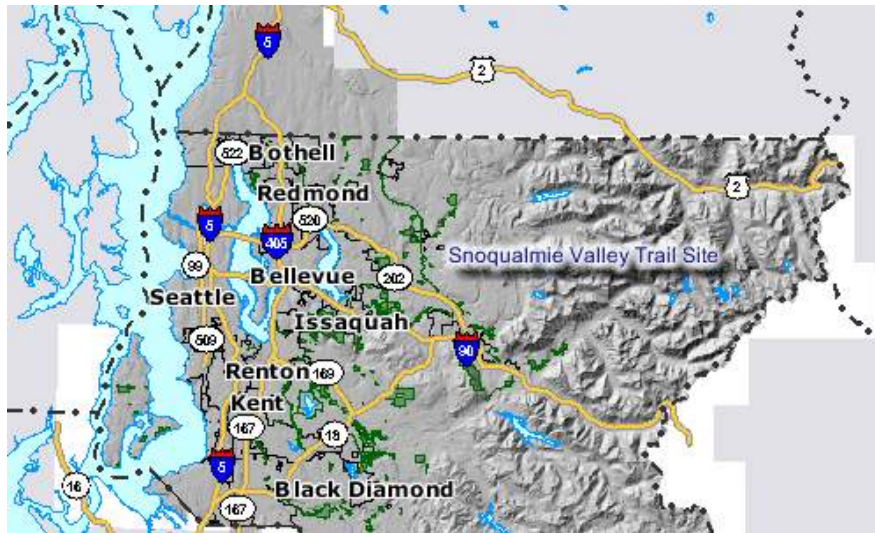 5
2
522
Bothell
2
Redmond
520
5
405
99
Bellevue
202
Snoqualmie Valley Trail Site
Seattle
Issaquah
509
90
Renton
169
Kent
167
18
5
16
Black Diamond
167